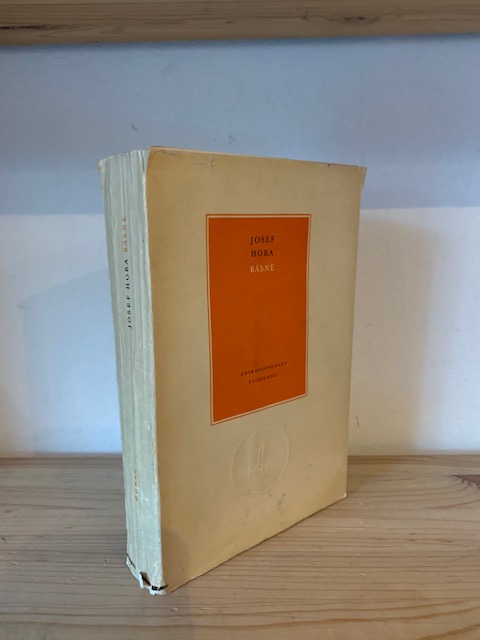 JOSEF
HORA
BÁSNĚ
ČESKOSLOVENSKÝ
SPISOVATEL
JOSEF HORA BÁSNĚ